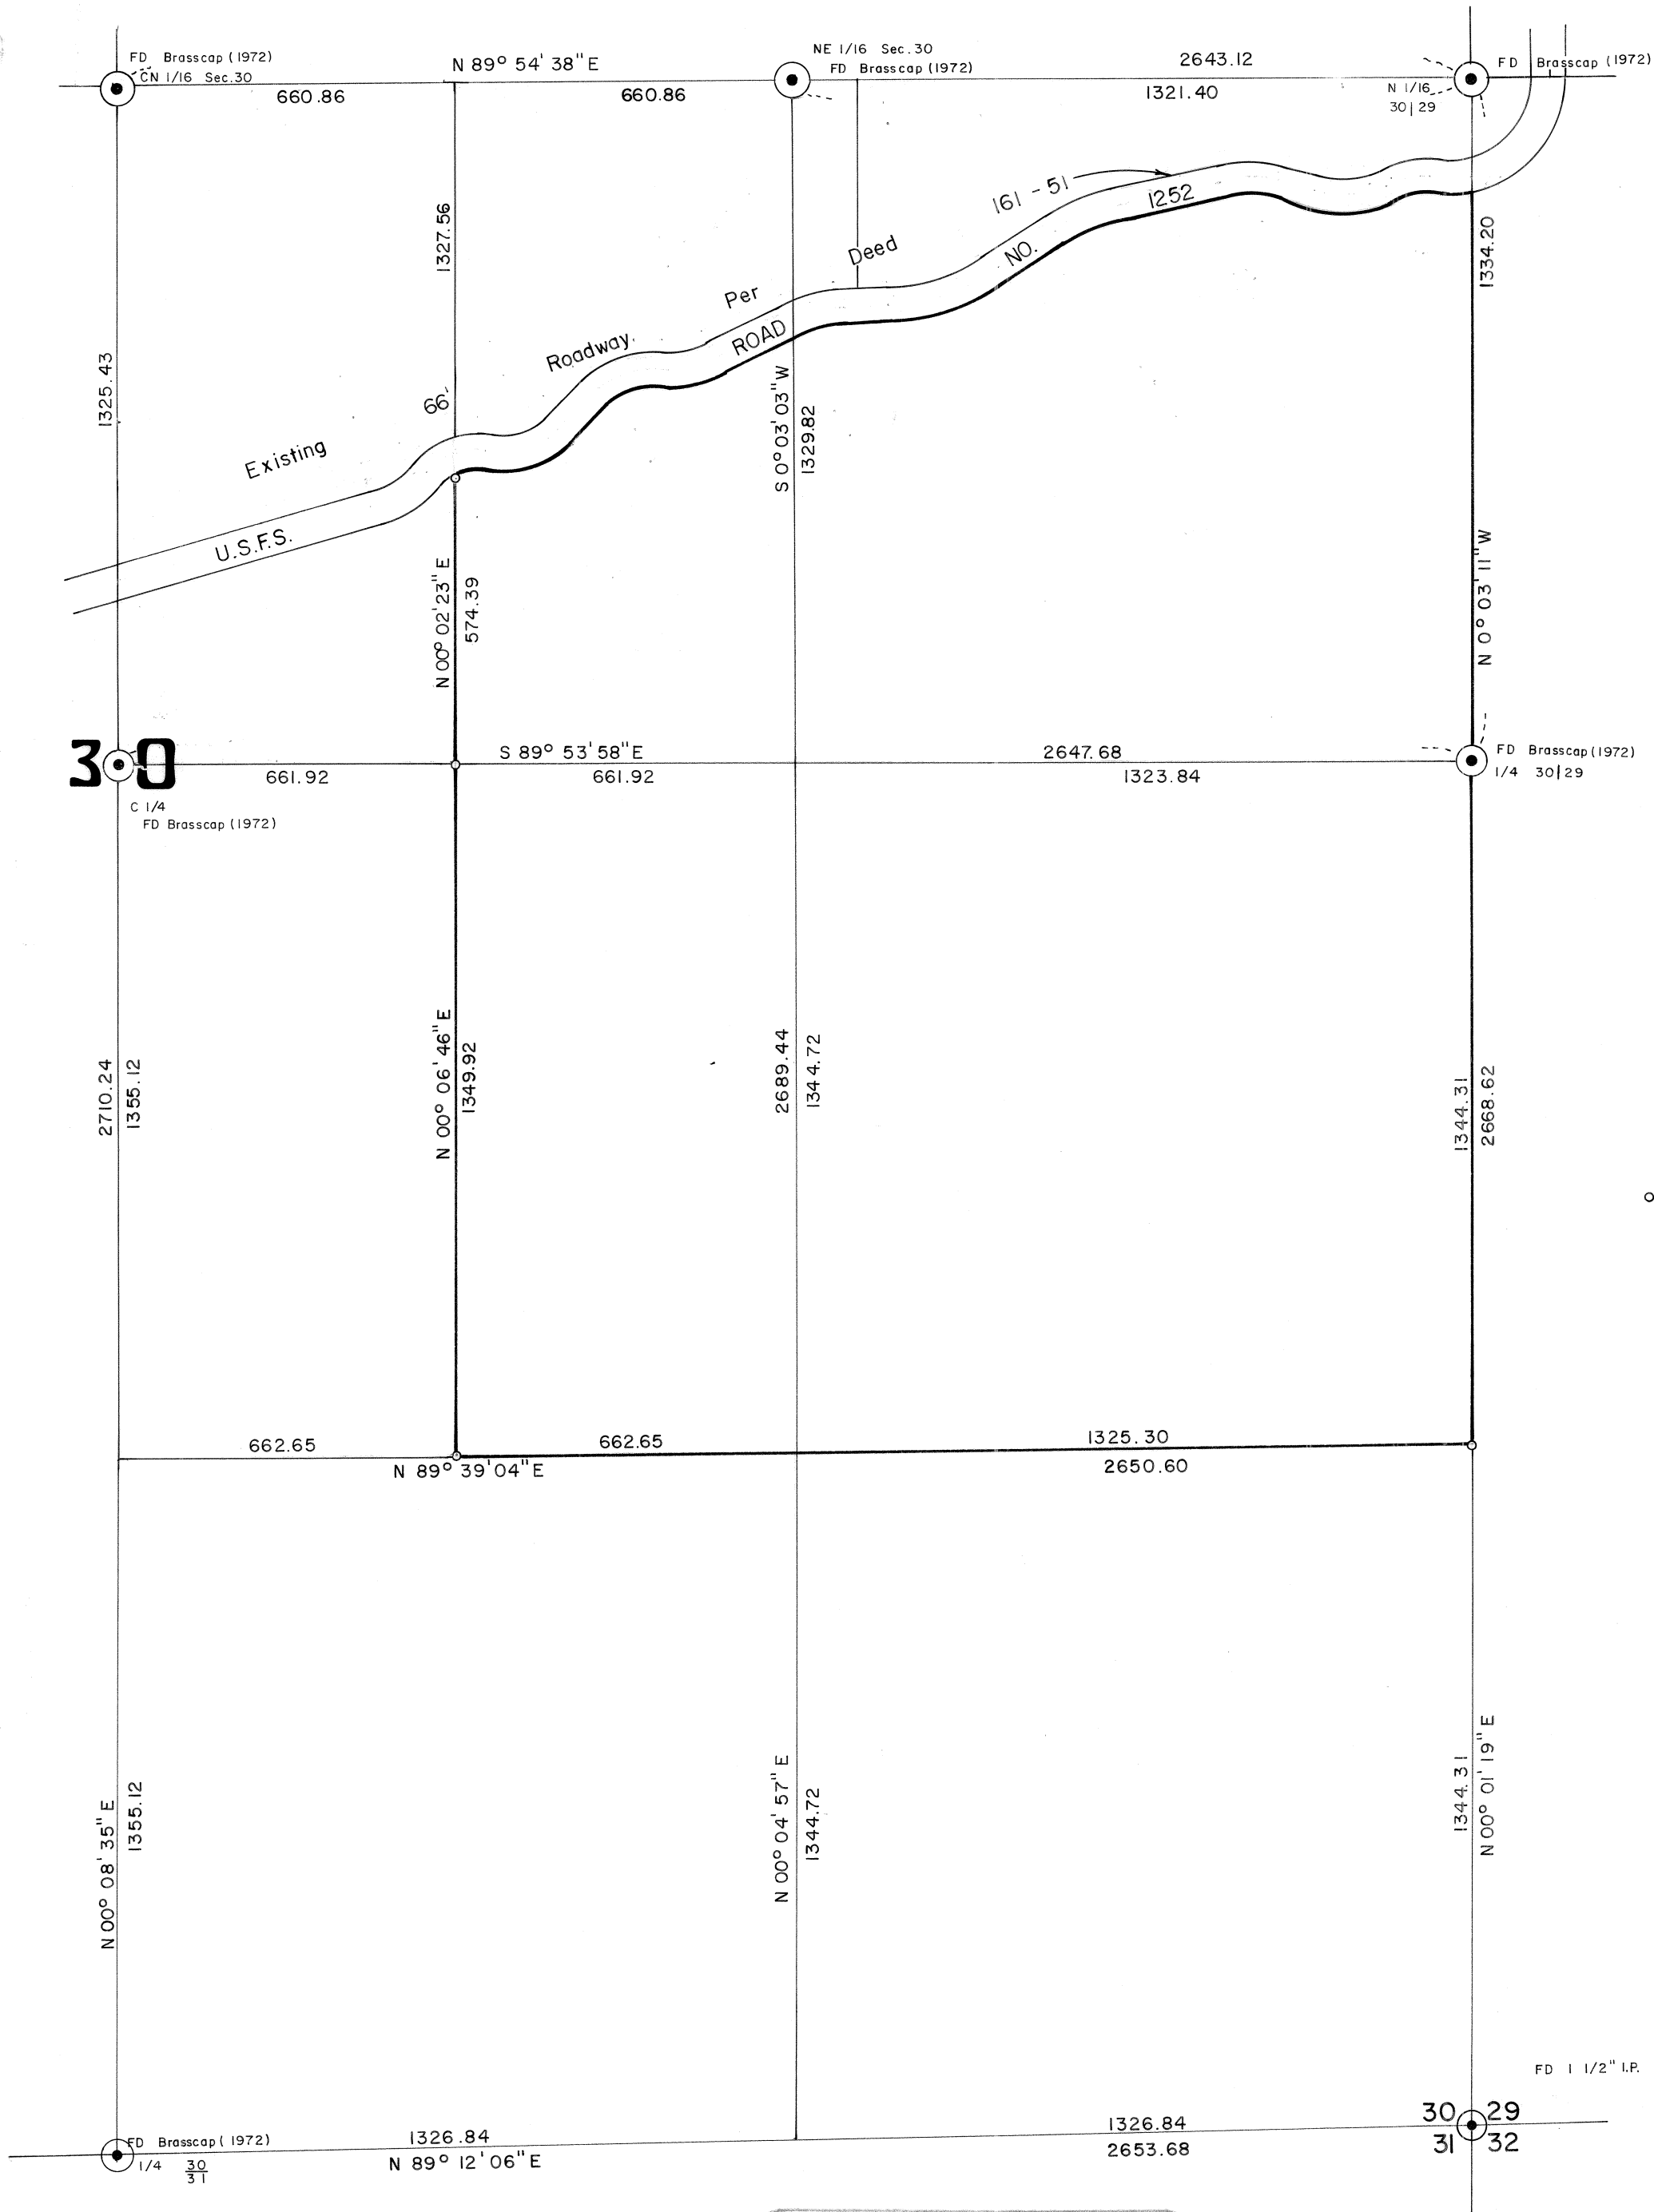 FD Brasscap (1972)
CN 1/16 Sec.30
N 89° 54' 38" E
660.86
660.86
NE 1/16 Sec. 30
FD Brasscap (1972)
2643.12
1321.40
FD Brasscap (1972)
N 1/16
30|29
1327.56
161 - 51
1252
NO.
1334.20
Deed
Per
ROAD
Roadway
66'
Existing
U.S.F.S.
1325.43
S 0° 03' 03" W
1329.82
N 00° 02' 23" E
574.39
N 0° 03' 11" W
30
S 89° 53' 58" E
661.92
661.92
2647.68
1323.84
FD Brasscap (1972)
1/4 30|29
C 1/4
FD Brasscap (1972)
2710.24
1355.12
N 00° 06' 46" E
1349.92
2689.44
1344.72
1344.31
2668.62
662.65
662.65
1325.30
N 89° 39' 04" E
2650.60
N 00° 08' 35" E
1355.12
N 00° 04' 57" E
1344.72
1344.31
N 00° 01' 19" E
FD 1 1/2" I.P.
30 29
31 32
FD Brasscap (1972)
1/4 30
31
1326.84
N 89° 12' 06" E
1326.84
2653.68